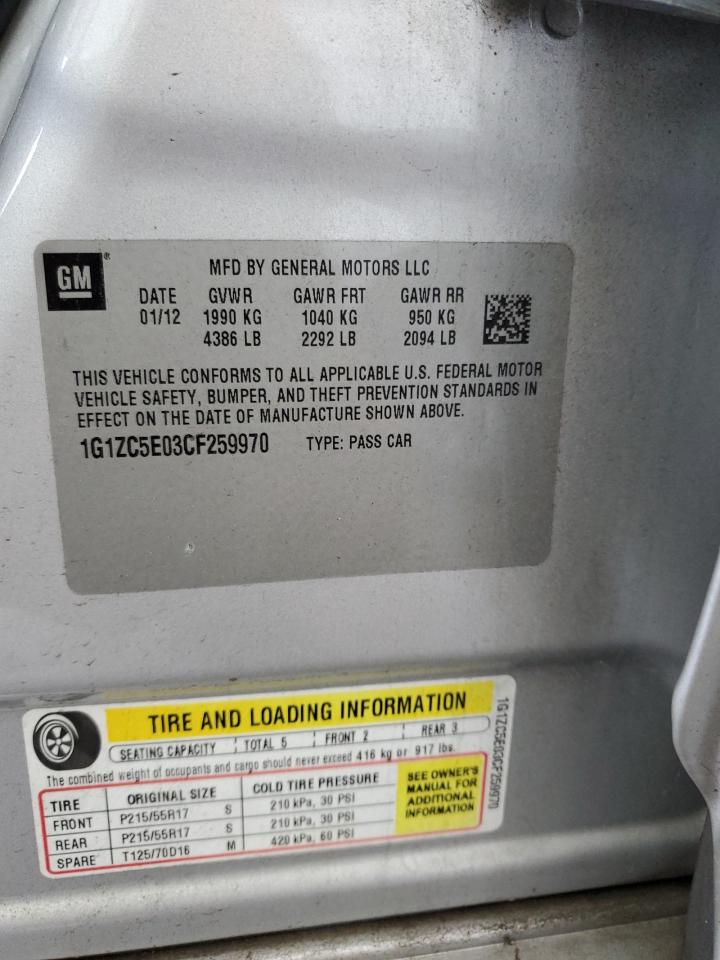 GM®
MFD BY GENERAL MOTORS LLC
DATE GVWR GAWR FRT GAWR RR
01/12 1990 KG 1040 KG 950 KG
4386 LB 2292 LB 2094 LB
THIS VEHICLE CONFORMS TO ALL APPLICABLE U.S. FEDERAL MOTOR
VEHICLE SAFETY, BUMPER, AND THEFT PREVENTION STANDARDS IN
EFFECT ON THE DATE OF MANUFACTURE SHOWN ABOVE.
1G1ZC5E03CF259970 TYPE: PASS CAR
TIRE AND LOADING INFORMATION
SEATING CAPACITY TOTAL 5 FRONT 2 REAR 3
The combined weight of occupants and cargo should never exceed 416 kg or 917 lbs.
TIRE ORIGINAL SIZE COLD TIRE PRESSURE
FRONT P215/55R17 S 210 kPa, 30 PSI
REAR P215/55R17 S 210 kPa, 30 PSI
SPARE T125/70D16 M 420 kPa, 60 PSI
SEE OWNER'S
MANUAL FOR
ADDITIONAL
INFORMATION
1G1ZC5E03CF259970